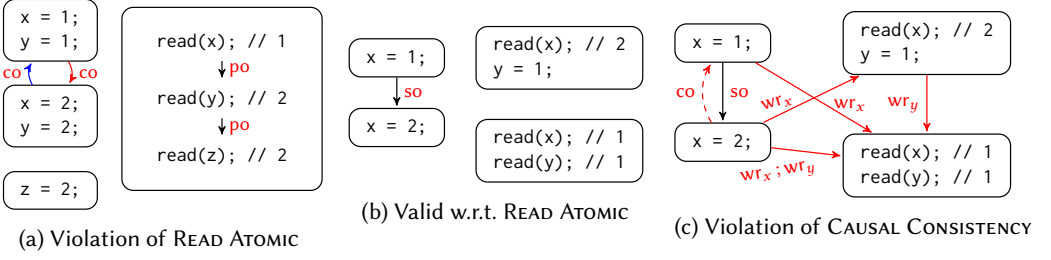 x = 1;
y = 1;
co
co
x = 2;
y = 2;
z = 2;
read(x); // 1
po
read(y); // 2
po
read(z); // 2
(a) Violation of READ ATOMIC
x = 1;
so
x = 2;
read(x); // 2
y = 1;
read(x); // 1
read(y); // 1
(b) Valid w.r.t. READ ATOMIC
x = 1;
co
so
x = 2;
wrₓ
wrₓ
wr_y
wrₓ ; wr_y
read(x); // 2
y = 1;
read(x); // 1
read(y); // 1
(c) Violation of CAUSAL CONSISTENCY